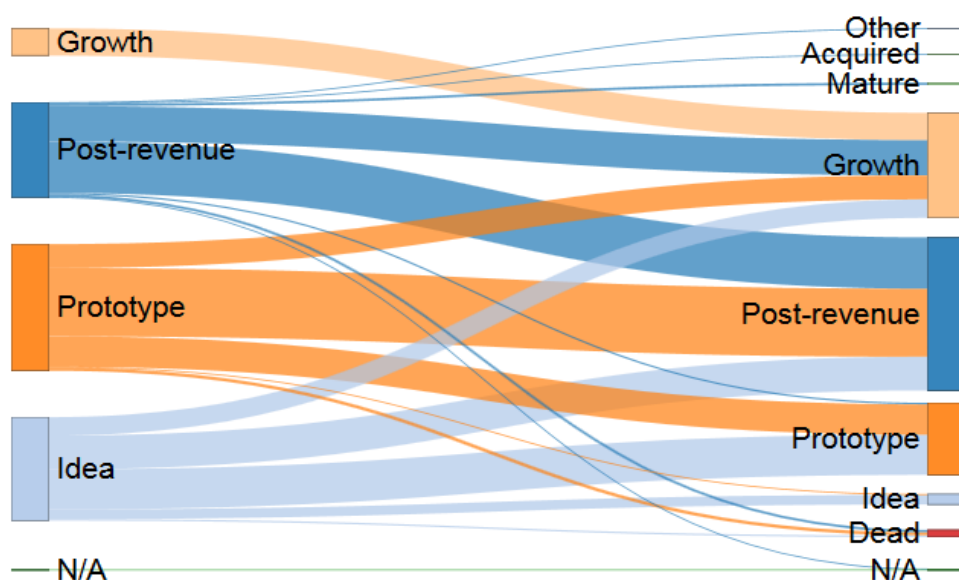 Growth
Post-revenue
Prototype
Idea
N/A
Other
Acquired
Mature
Growth
Post-revenue
Prototype
Idea
Dead
N/A